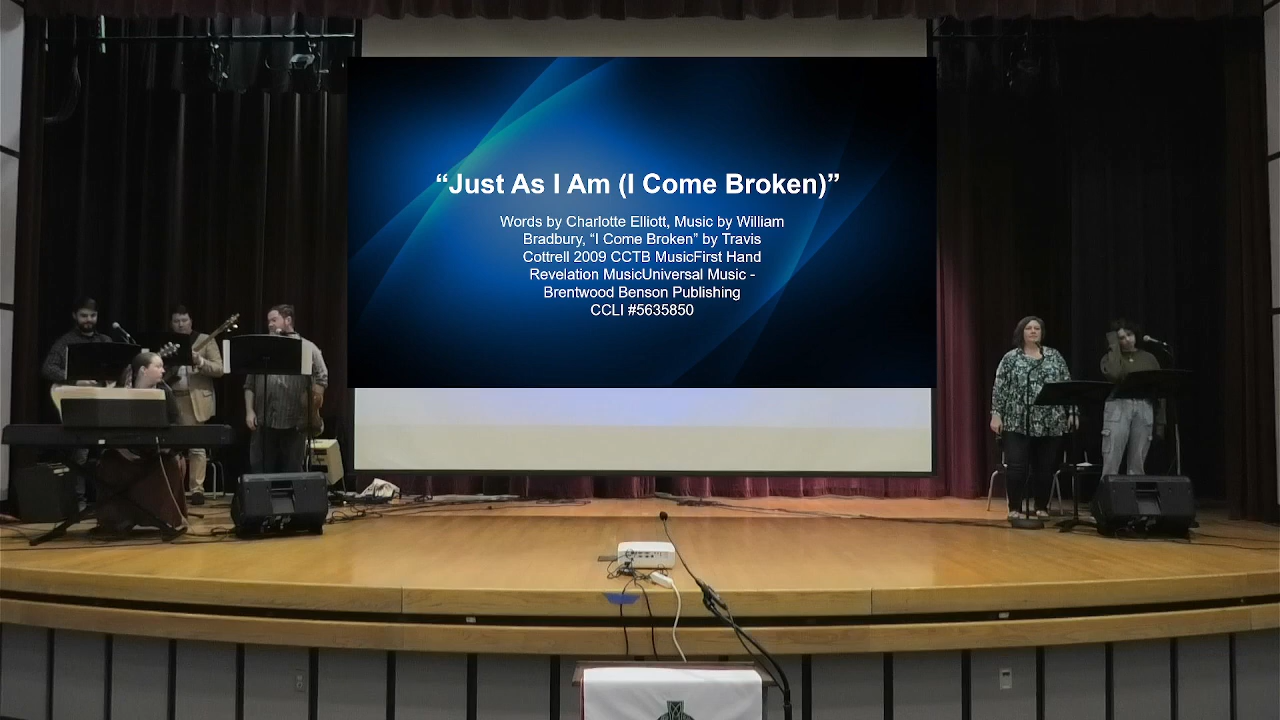 “Just As I Am (I Come Broken)”
Words by Charlotte Elliott, Music by William
Bradbury, “I Come Broken” by Travis
Cottrell 2009 CCTB MusicFirst Hand
Revelation MusicUniversal Music -
Brentwood Benson Publishing
CCLI #5635850